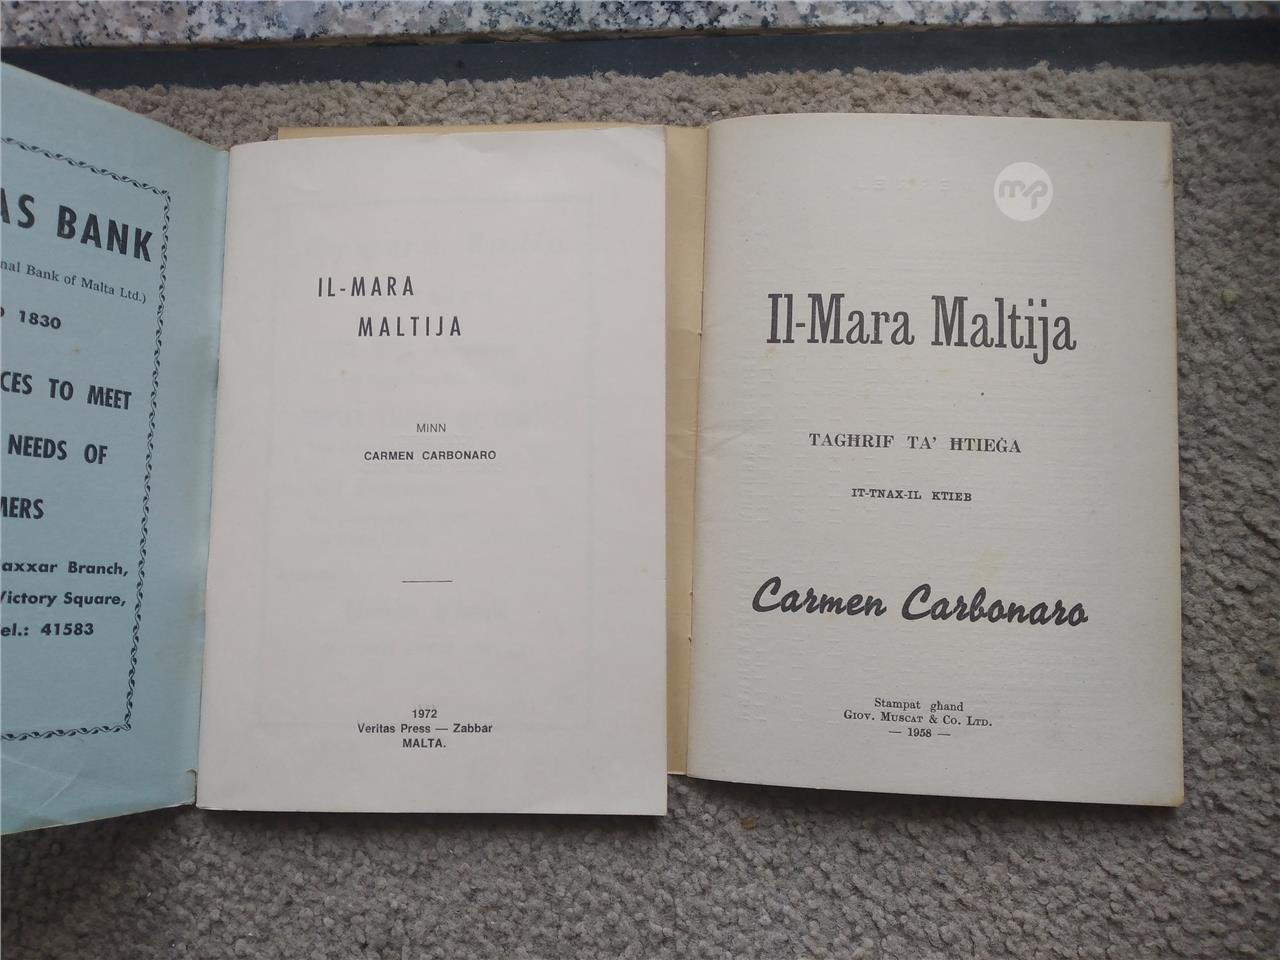 AS BANK
nal Bank of Malta Ltd.)
1830
CES TO MEET
NEEDS OF
MERS
axxar Branch,
Victory Square,
el.: 41583
IL-MARA
MALTIJA
MINN
CARMEN CARBONARO
1972
Veritas Press — Zabbar
MALTA.
mp
Il-Mara Maltija
TAGĦRIF TA' ĦTIEĠA
IT-TNAX-IL KTIEB
Carmen Carbonaro
Stampat għand
GIOV. MUSCAT & CO. LTD.
— 1958 —